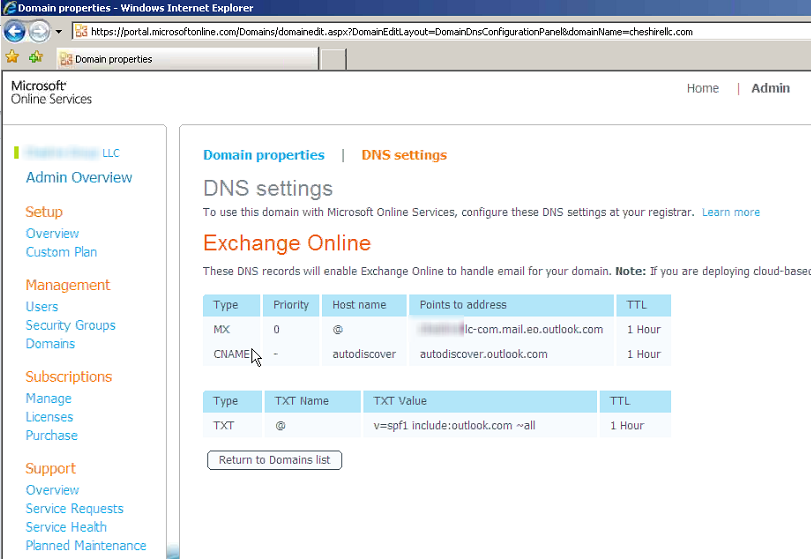 Domain properties - Windows Internet Explorer
https://portal.microsoftonline.com/Domains/domainedit.aspx?DomainEditLayout=DomainDnsConfigurationPanel&domainName=cheshirellc.com
Domain properties
Microsoft
Online Services
Home | Admin
LLC
Admin Overview
Setup
Overview
Custom Plan
Management
Users
Security Groups
Domains
Subscriptions
Manage
Licenses
Purchase
Support
Overview
Service Requests
Service Health
Planned Maintenance
Domain properties | DNS settings
DNS settings
To use this domain with Microsoft Online Services, configure these DNS settings at your registrar. Learn more
Exchange Online
These DNS records will enable Exchange Online to handle email for your domain. Note: If you are deploying cloud-base
Type Priority Host name Points to address TTL
MX 0 @ lc-com.mail.eo.outlook.com 1 Hour
CNAME - autodiscover autodiscover.outlook.com 1 Hour
Type TXT Name TXT Value TTL
TXT @ v=spf1 include:outlook.com ~all 1 Hour
Return to Domains list